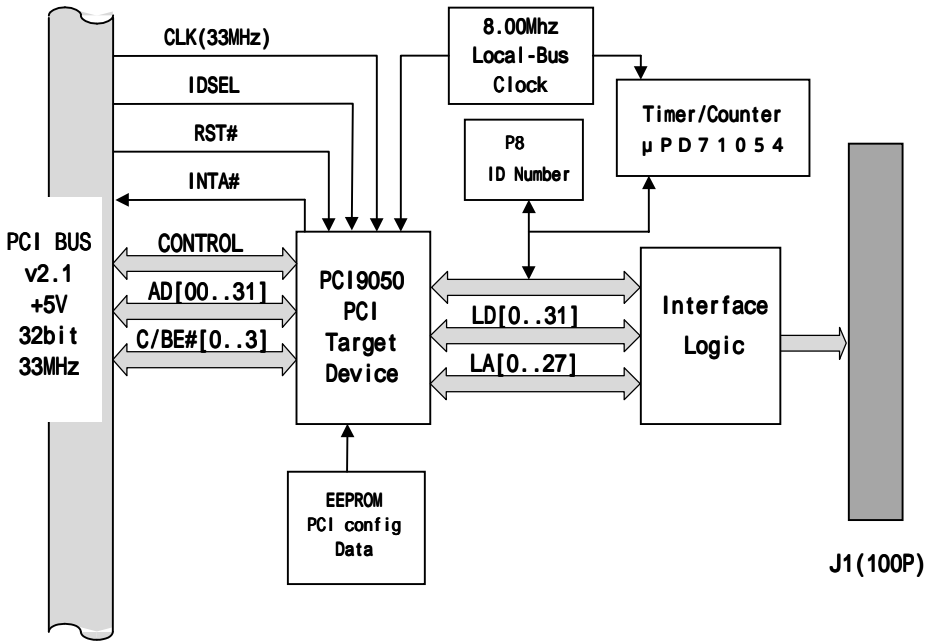 CLK(33MHz)
IDSEL
RST#
INTA#
PCI BUS
v2.1
+5V
32bit
33MHz
CONTROL
AD[00..31]
C/BE#[0..3]
8.00Mhz
Local-Bus
Clock
Timer/Counter
μPD71054
P8
ID Number
PCI9050
PCI
Target
Device
LD[0..31]
LA[0..27]
Interface
Logic
EEPROM
PCI config
Data
J1(100P)